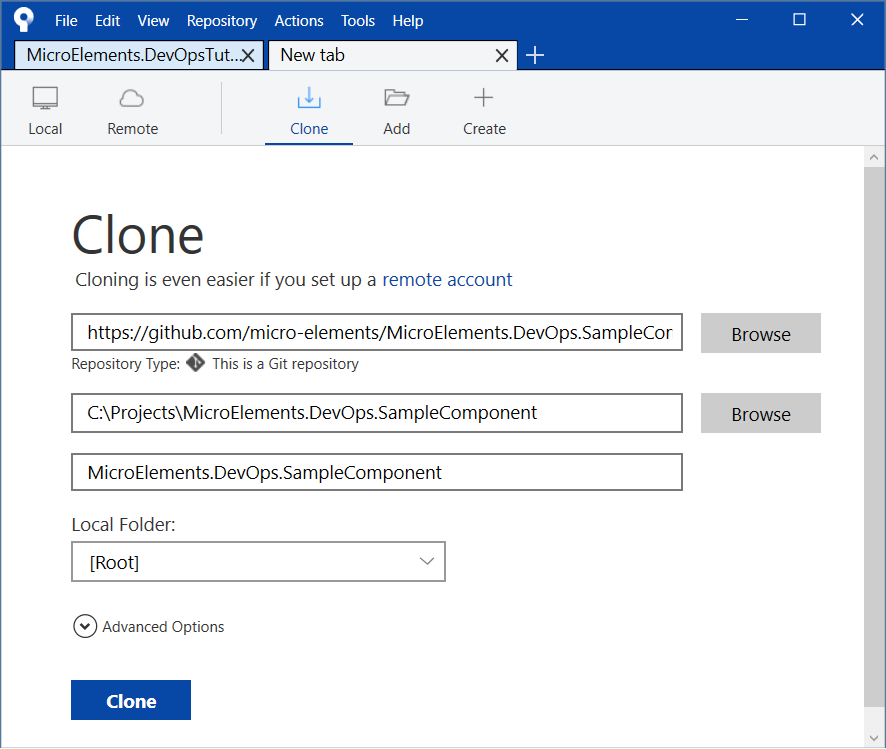 File Edit View Repository Actions Tools Help
MicroElements.DevOpsTut... New tab
Local Remote Clone Add Create
Clone
Cloning is even easier if you set up a remote account
https://github.com/micro-elements/MicroElements.DevOps.SampleCor Browse
Repository Type: This is a Git repository
C:\Projects\MicroElements.DevOps.SampleComponent Browse
MicroElements.DevOps.SampleComponent
Local Folder:
[Root]
Advanced Options
Clone